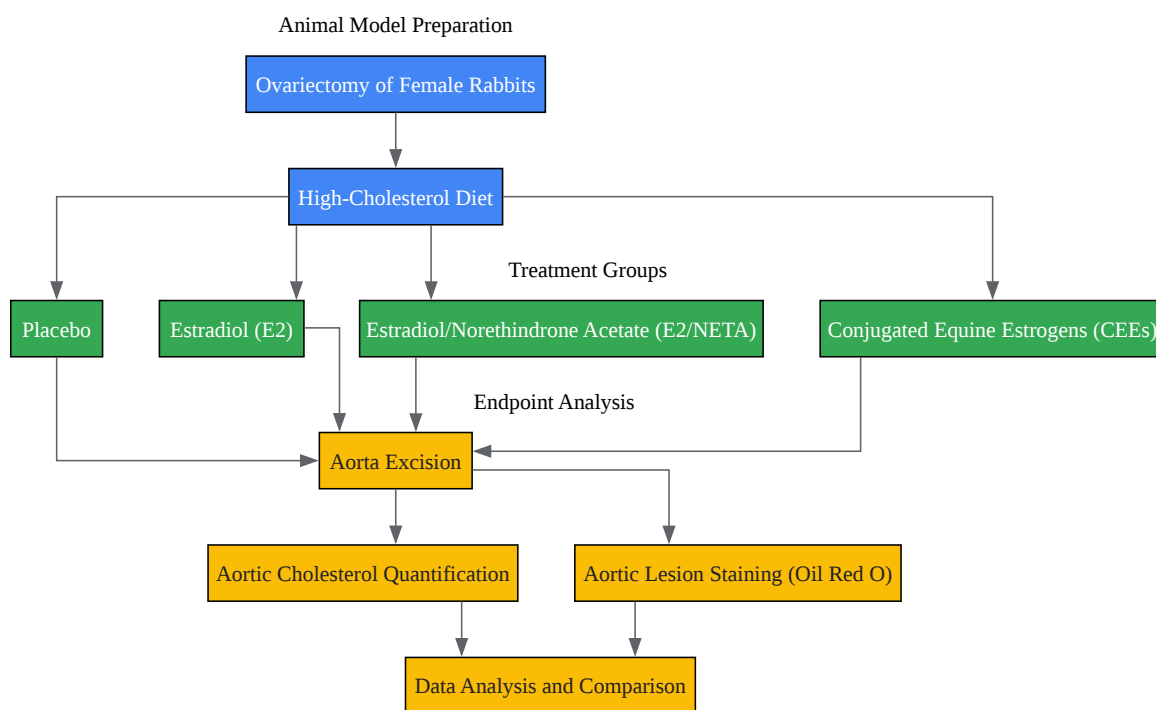 Animal Model Preparation
Ovariectomy of Female Rabbits
High-Cholesterol Diet
Treatment Groups
Placebo
Estradiol (E2)
Estradiol/Norethindrone Acetate (E2/NETA)
Conjugated Equine Estrogens (CEEs)
Endpoint Analysis
Aorta Excision
Aortic Cholesterol Quantification
Aortic Lesion Staining (Oil Red O)
Data Analysis and Comparison